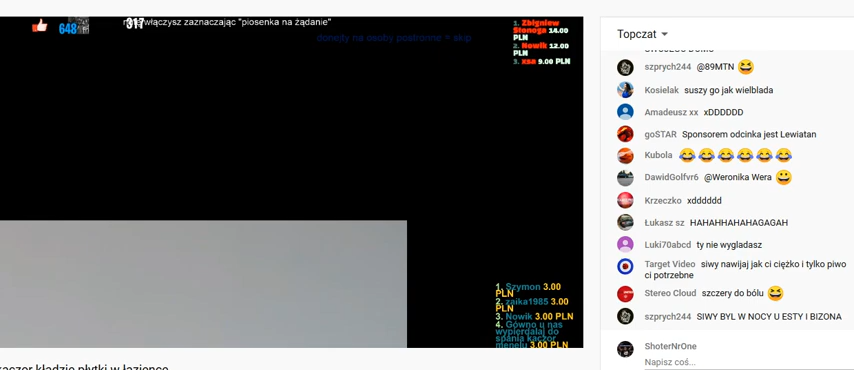 648
317
włączysz zaznaczając "piosenka na żądanie"
donejty na osoby postronne = skip
1. Zbigniew
Stonoga 14.00
PLN
2. Nowik 12.00
PLN
3. xsa 9.00 PLN
1. Szymon 3.00
PLN
2. zaika1985 3.00
PLN
3. Nowik 3.00 PLN
4. Gówno u nas
wypierdalaj do
spania kaczor
menelu 3.00 PLN
kaczor kładzie płytki w łazience
Topczat
szprych244 @89MTN
Kosielak suszy go jak wielblada
Amadeusz xx xDDDDDD
goSTAR Sponsorem odcinka jest Lewiatan
Kubola
DawidGolfvr6 @Weronika Wera
Krzeczko xdddddd
Łukasz sz HAHAHHAHAHAGAGAH
Luki70abcd ty nie wygladasz
Target Video siwy nawijaj jak ci ciężko i tylko piwo
ci potrzebne
Stereo Cloud szczery do bólu
szprych244 SIWY BYL W NOCY U ESTY I BIZONA
ShoterNrOne
Napisz coś...